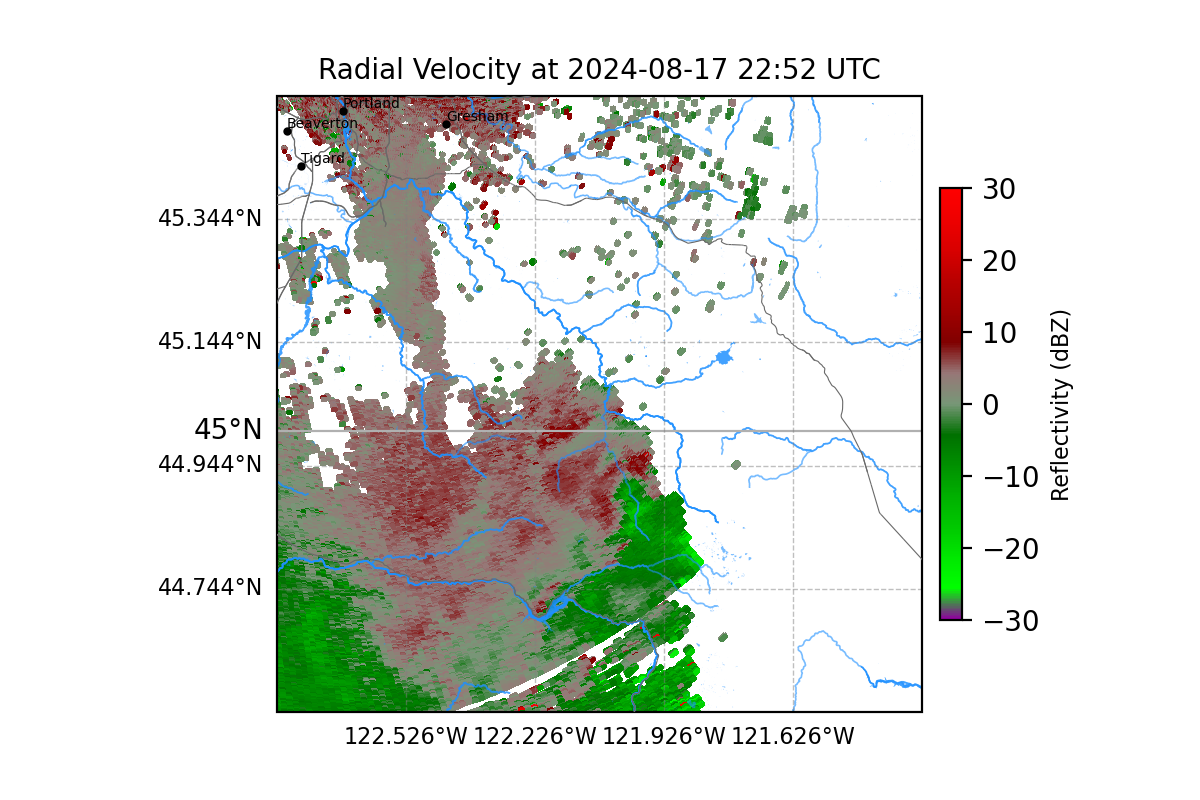 Radial Velocity at 2024-08-17 22:52 UTC
Portland
Beaverton
Gresham
Tigard
45.344°N
45.144°N
45°N
44.944°N
44.744°N
122.526°W 122.226°W 121.926°W 121.626°W
30
20
10
0
−10
−20
−30
Reflectivity (dBZ)